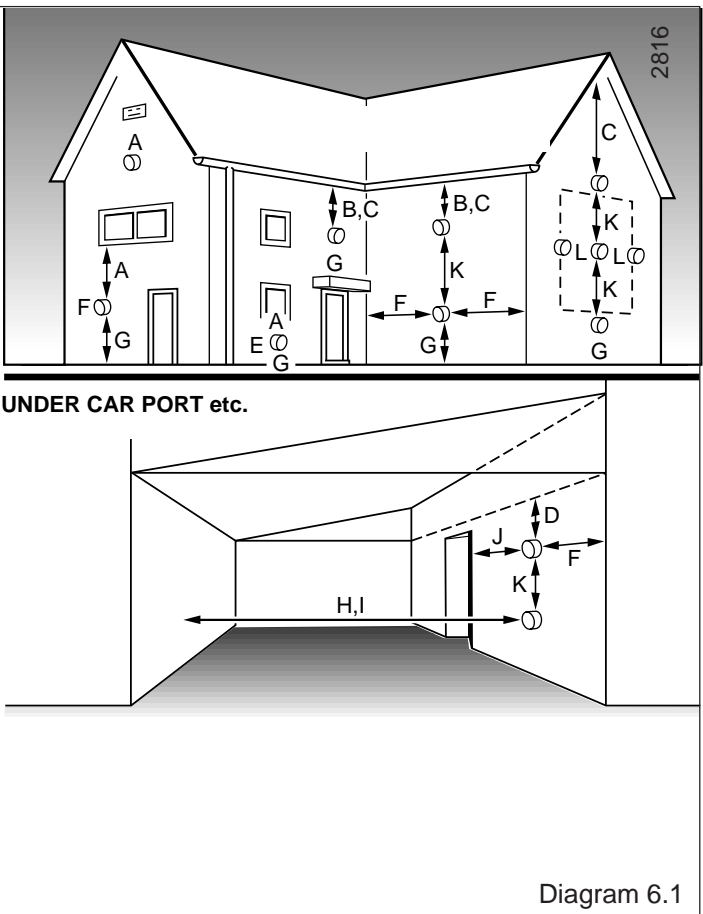 2816
A
C
B,C
B,C
K
G
L
L
A
K
K
F
F
F
A
G
E
G
G
G
UNDER CAR PORT etc.
D
J
F
K
H,I
Diagram 6.1